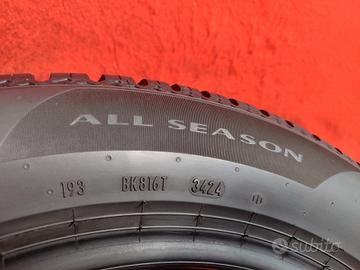 ALL SEASON
193 BK816T 3424
subito